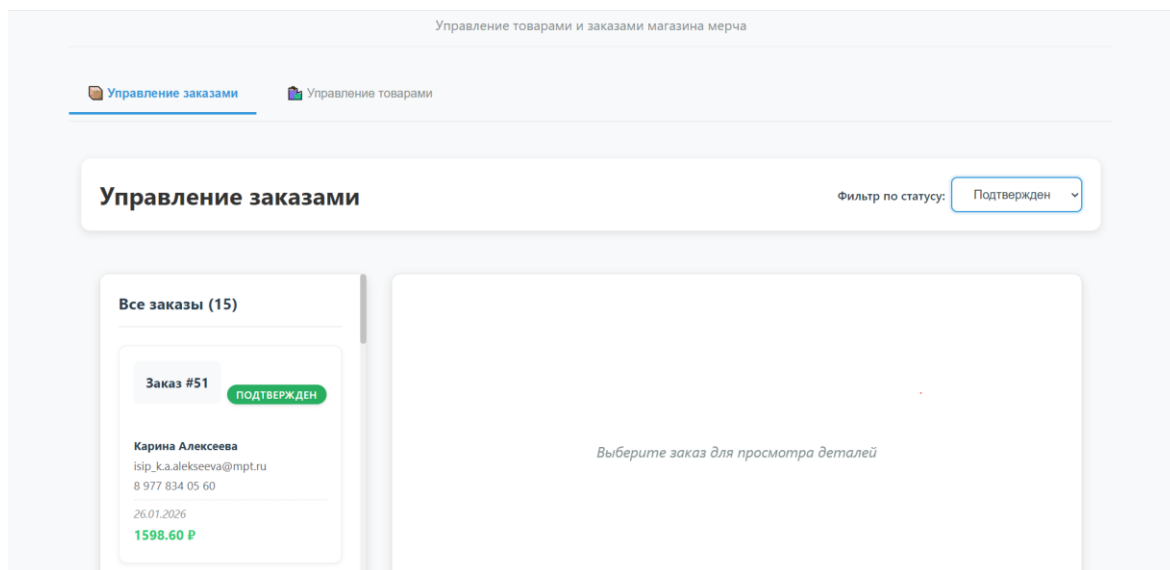 Управление товарами и заказами магазина мерча
Управление заказами
Управление товарами
Управление заказами
Фильтр по статусу:
Подтвержден
Все заказы (15)
Заказ #51
ПОДТВЕРЖДЕН
Карина Алексеева
isip_k.a.alekseeva@mpt.ru
8 977 834 05 60
26.01.2026
1598.60 ₽
Выберите заказ для просмотра деталей